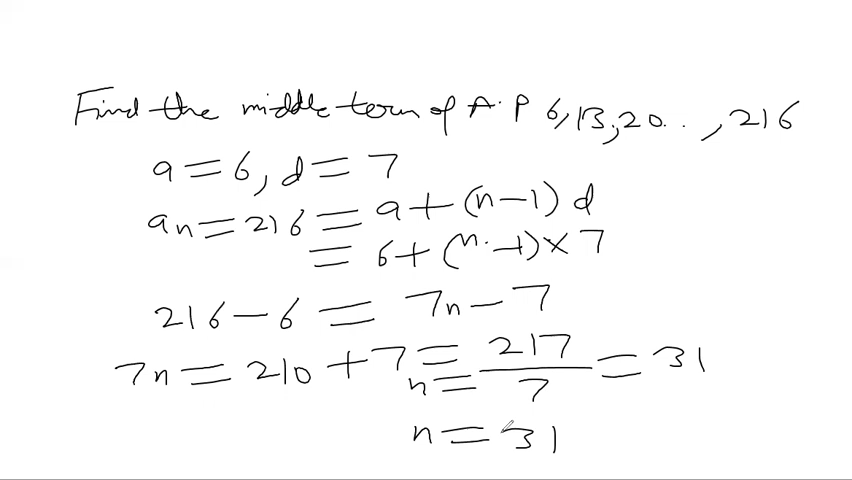 Find the middle term of A.P 6, 13, 20.., 216
a = 6, d = 7
an = 216 = a + (n - 1) d
= 6 + (n - 1) × 7
216 - 6 = 7n - 7
7n = 210 + 7 = 217
n = 217/7 = 31
n = 31